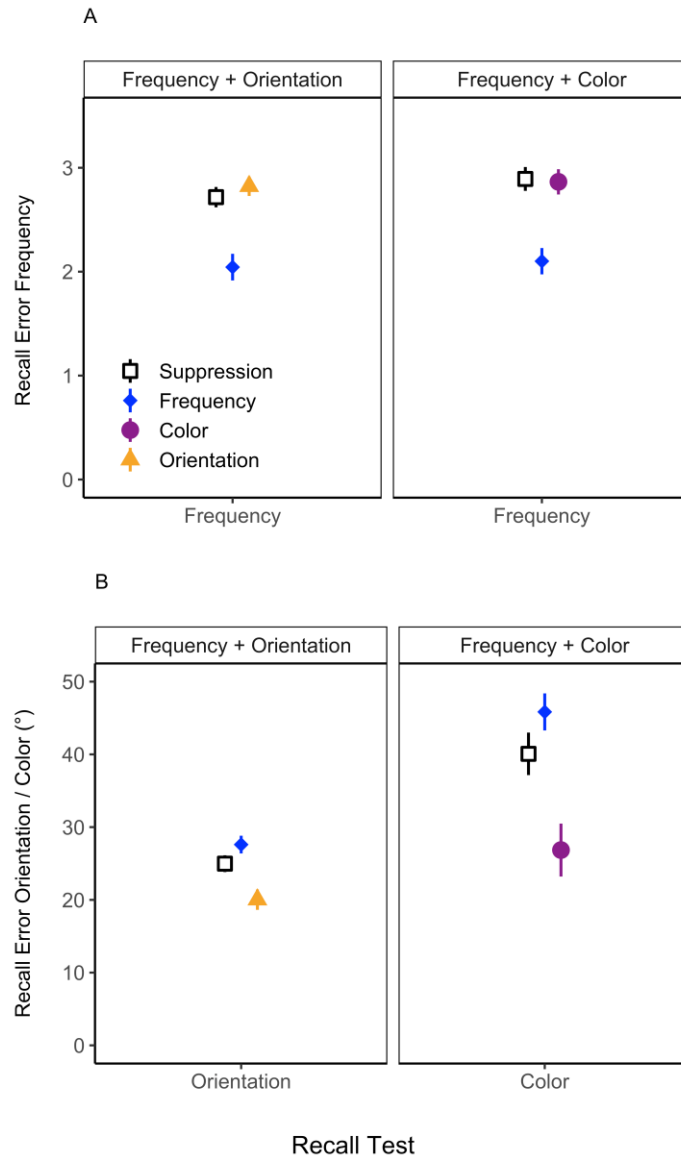 A
Frequency + Orientation
Frequency + Color
Recall Error Frequency
3
2
1
0
Suppression
Frequency
Color
Orientation
Frequency
Frequency
B
Frequency + Orientation
Frequency + Color
Recall Error Orientation / Color (°)
50
40
30
20
10
0
Orientation
Color
Recall Test